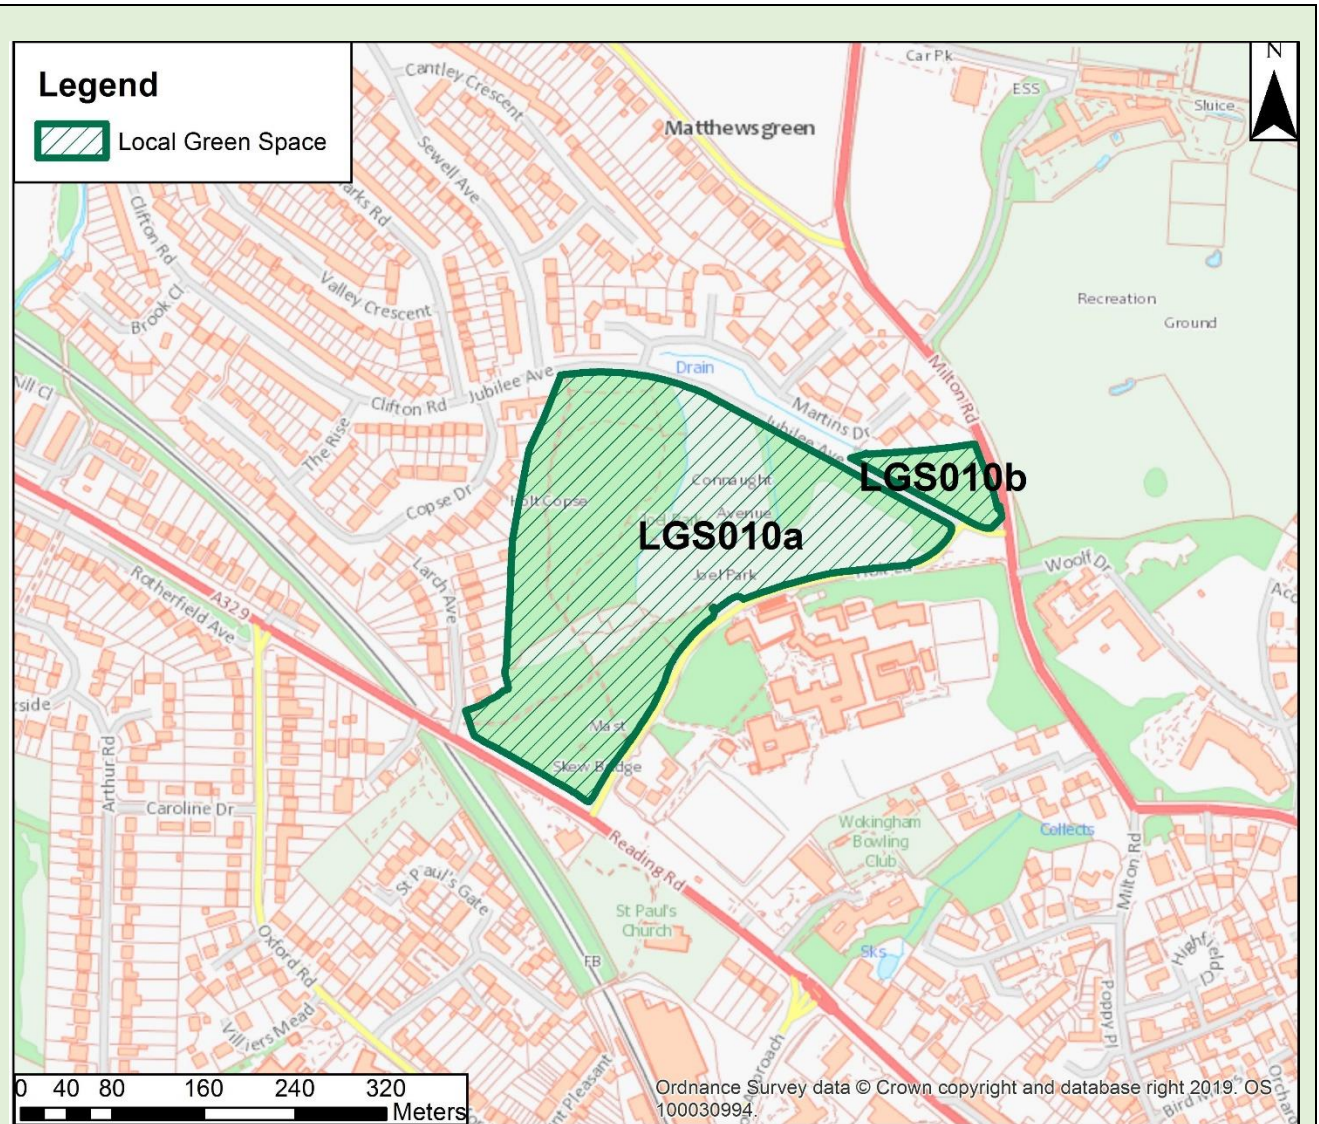 Legend
Local Green Space
N
Car Pk
ESS
Sluice
Cantley Crescent
Matthewsgreen
Sewell Ave
Clifton Rd
Valley Crescent
Brook Cl
Recreation
Ground
Drain
Milton Rd
Jubilee Ave
Clifton Rd
Martins Dr
Jubilee Ave
The Rise
LGS010b
Connaught
Avenue
Holt Copse
Copse Dr
LGS010a
Joel Park
Woolf Dr
Larch Ave
Rotherfield Ave
A329
Mast
Skew Bridge
Arthur Rd
Caroline Dr
Wokingham
Bowling
Club
Collects
Reading Rd
Milton Rd
St Paul's Gate
St Paul's
Church
Sks
Highfield
Oxford Rd
FB
Poppy Pl
Villiers Mead
Approach
0 40 80 160 240 320
Meters
Ordnance Survey data © Crown copyright and database right 2019. OS
100030994.